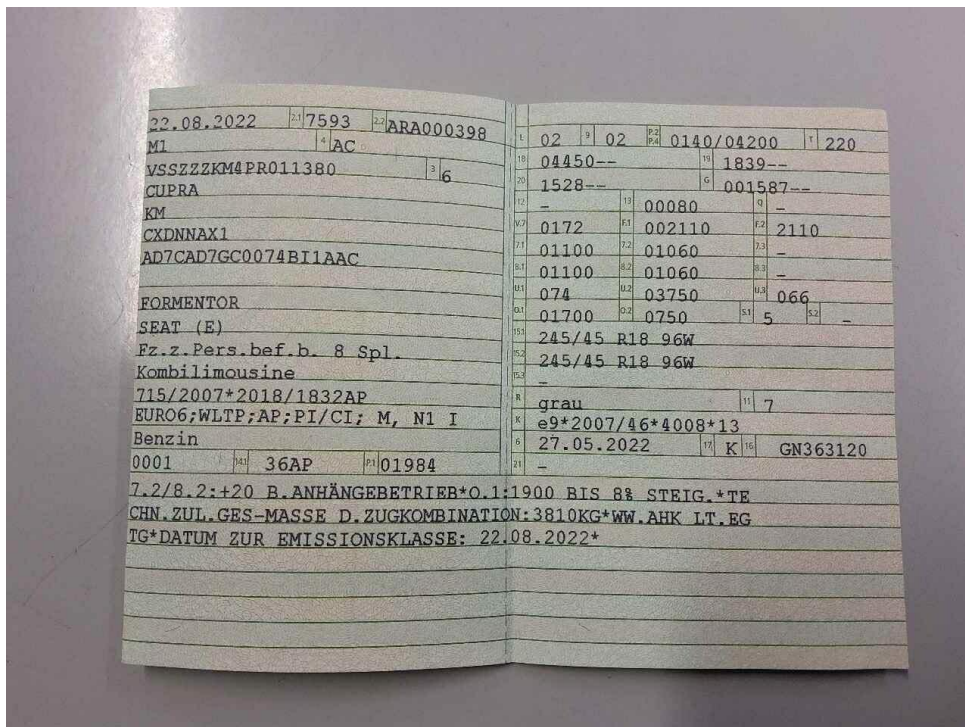 22.08.2022 2.1 7593 2.2 ARA000398
M1 4 AC
VSSZZZKM4PR011380 3 6
CUPRA
KM
CXDNNAX1
AD7CAD7GC0074BI1AAC
FORMENTOR
SEAT (E)
Fz.z.Pers.bef.b. 8 Spl.
Kombilimousine
715/2007*2018/1832AP
EURO6;WLTP;AP;PI/CI; M, N1 I
Benzin
0001 14.1 36AP P.1 01984
L 02 9 02 P.2 P.4 0140/04200 T 220
18 04450-- 19 1839--
20 1528-- G 001587--
12 - 13 00080 Q -
V.7 0172 F.1 002110 F.2 2110
7.1 01100 7.2 01060 7.3 -
8.1 01100 8.2 01060 8.3 -
U.1 074 U.2 03750 U.3 066
O.1 01700 O.2 0750 S.1 5 S.2 -
15.1 245/45 R18 96W
15.2 245/45 R18 96W
15.3 -
R grau 11 7
K e9*2007/46*4008*13
6 27.05.2022 17 K 16 GN363120
21 -
7.2/8.2:+20 B.ANHÄNGEBETRIEB*O.1:1900 BIS 8% STEIG.*TE
CHN.ZUL.GES-MASSE D.ZUGKOMBINATION:3810KG*WW.AHK LT.EG
TG*DATUM ZUR EMISSIONSKLASSE: 22.08.2022*